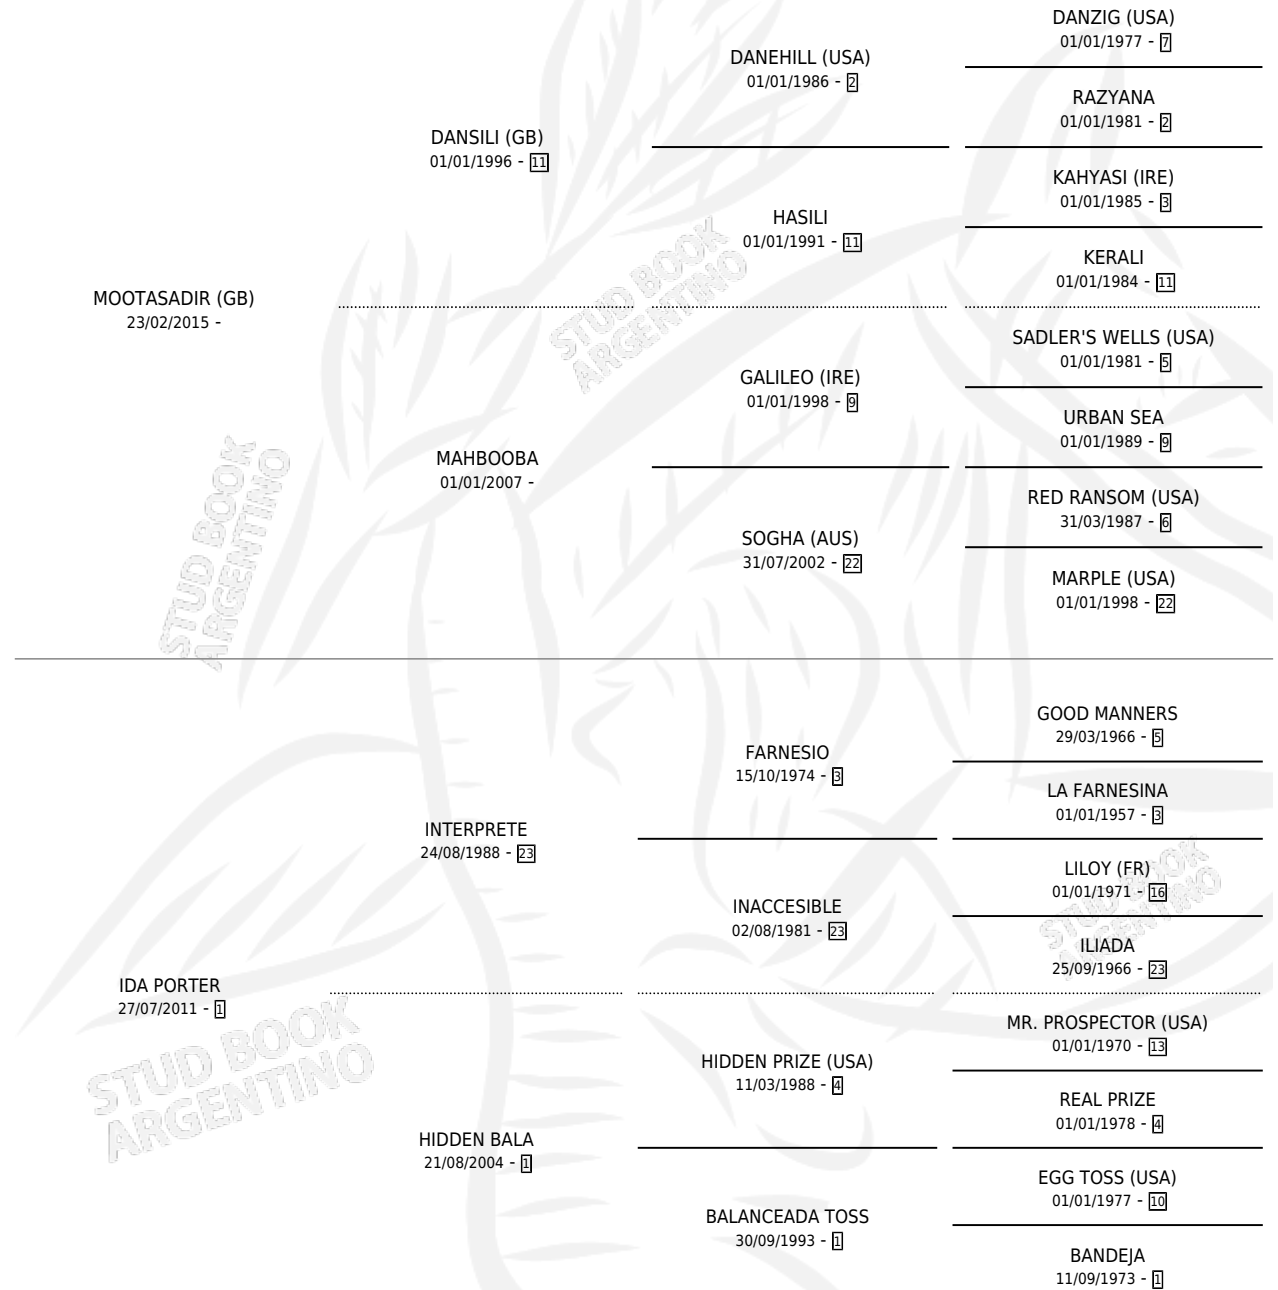 DANZIG (USA)
01/01/1977 - 7
DANEHILL (USA)
01/01/1986 - 2
RAZYANA
01/01/1981 - 2
DANSILI (GB)
01/01/1996 - 11
KAHYASI (IRE)
01/01/1985 - 3
HASILI
01/01/1991 - 11
KERALI
01/01/1984 - 11
MOOTASADIR (GB)
23/02/2015 -
SADLER'S WELLS (USA)
01/01/1981 - 5
GALILEO (IRE)
01/01/1998 - 9
URBAN SEA
01/01/1989 - 9
MAHBOOBA
01/01/2007 -
RED RANSOM (USA)
31/03/1987 - 6
SOGHA (AUS)
31/07/2002 - 22
MARPLE (USA)
01/01/1998 - 22
STUD BOOK
ARGENTINO
STUD BOOK
ARGENTINO
GOOD MANNERS
29/03/1966 - 5
FARNESIO
15/10/1974 - 3
LA FARNESINA
01/01/1957 - 3
INTERPRETE
24/08/1988 - 23
LILOY (FR)
01/01/1971 - 16
INACCESIBLE
02/08/1981 - 23
ILIADA
25/09/1966 - 23
IDA PORTER
27/07/2011 - 1
MR. PROSPECTOR (USA)
01/01/1970 - 13
HIDDEN PRIZE (USA)
11/03/1988 - 4
REAL PRIZE
01/01/1978 - 4
HIDDEN BALA
21/08/2004 - 1
EGG TOSS (USA)
01/01/1977 - 10
BALANCEADA TOSS
30/09/1993 - 1
BANDEJA
11/09/1973 - 1
STUD BOOK
ARGENTINO
STUD BOOK
ARGENTINO